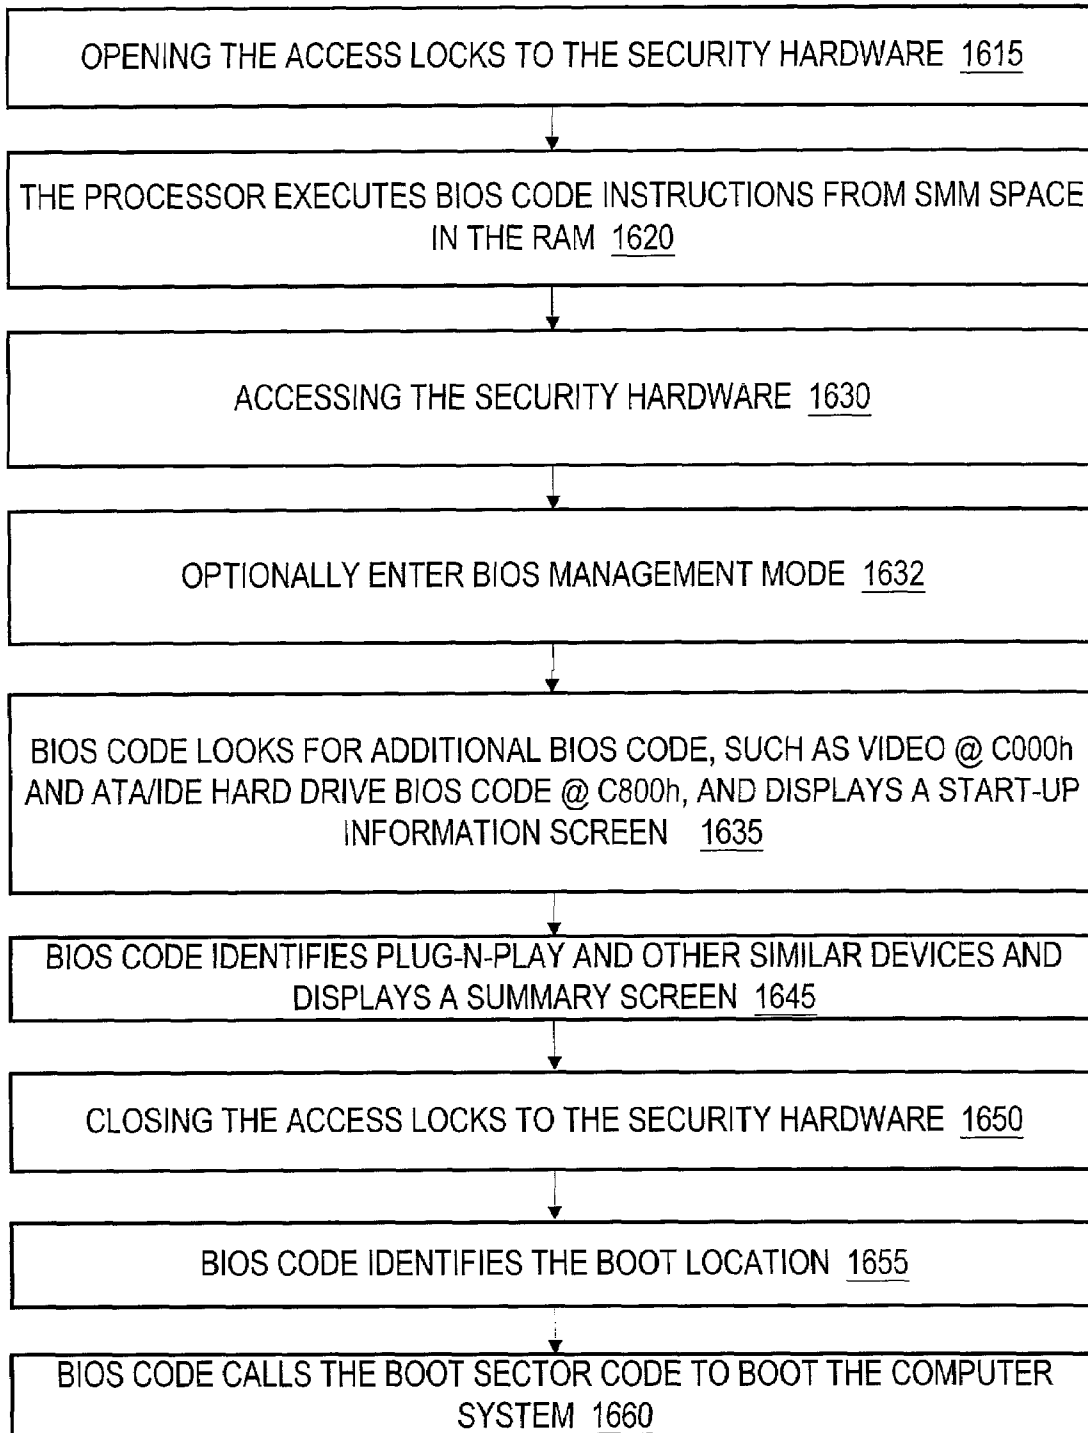 OPENING THE ACCESS LOCKS TO THE SECURITY HARDWARE 1615
THE PROCESSOR EXECUTES BIOS CODE INSTRUCTIONS FROM SMM SPACE
IN THE RAM 1620
ACCESSING THE SECURITY HARDWARE 1630
OPTIONALLY ENTER BIOS MANAGEMENT MODE 1632
BIOS CODE LOOKS FOR ADDITIONAL BIOS CODE, SUCH AS VIDEO @ C000h
AND ATA/IDE HARD DRIVE BIOS CODE @ C800h, AND DISPLAYS A START-UP
INFORMATION SCREEN 1635
BIOS CODE IDENTIFIES PLUG-N-PLAY AND OTHER SIMILAR DEVICES AND
DISPLAYS A SUMMARY SCREEN 1645
CLOSING THE ACCESS LOCKS TO THE SECURITY HARDWARE 1650
BIOS CODE IDENTIFIES THE BOOT LOCATION 1655
BIOS CODE CALLS THE BOOT SECTOR CODE TO BOOT THE COMPUTER
SYSTEM 1660